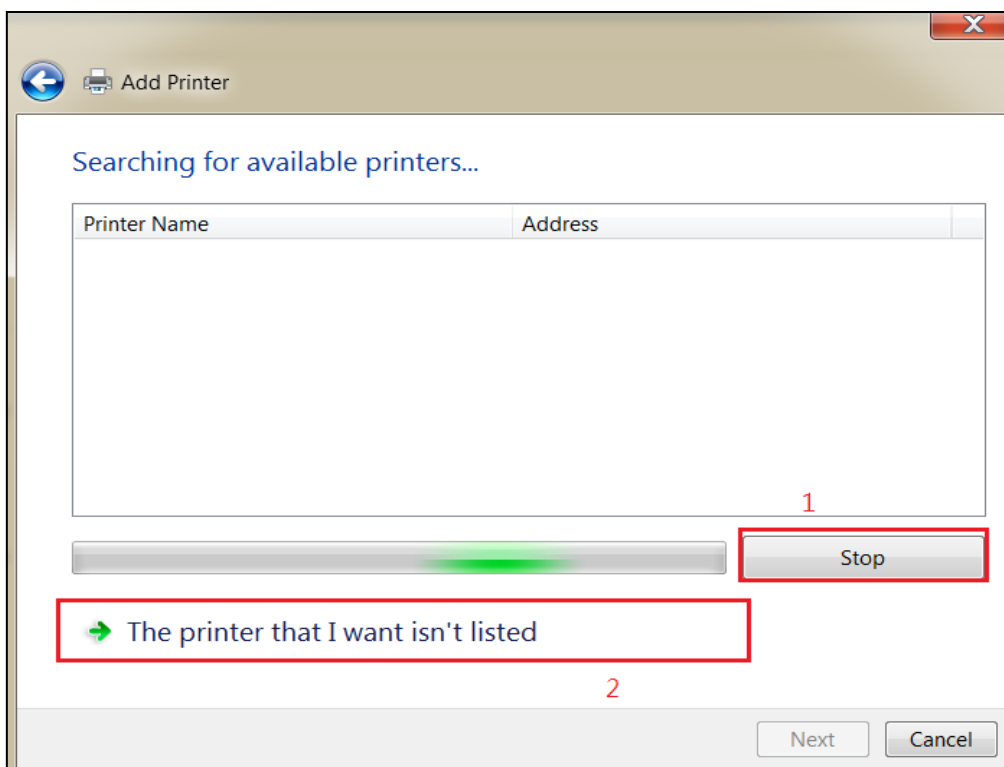 X
Add Printer
Searching for available printers...
Printer Name Address
1
Stop
The printer that I want isn't listed
2
Next Cancel